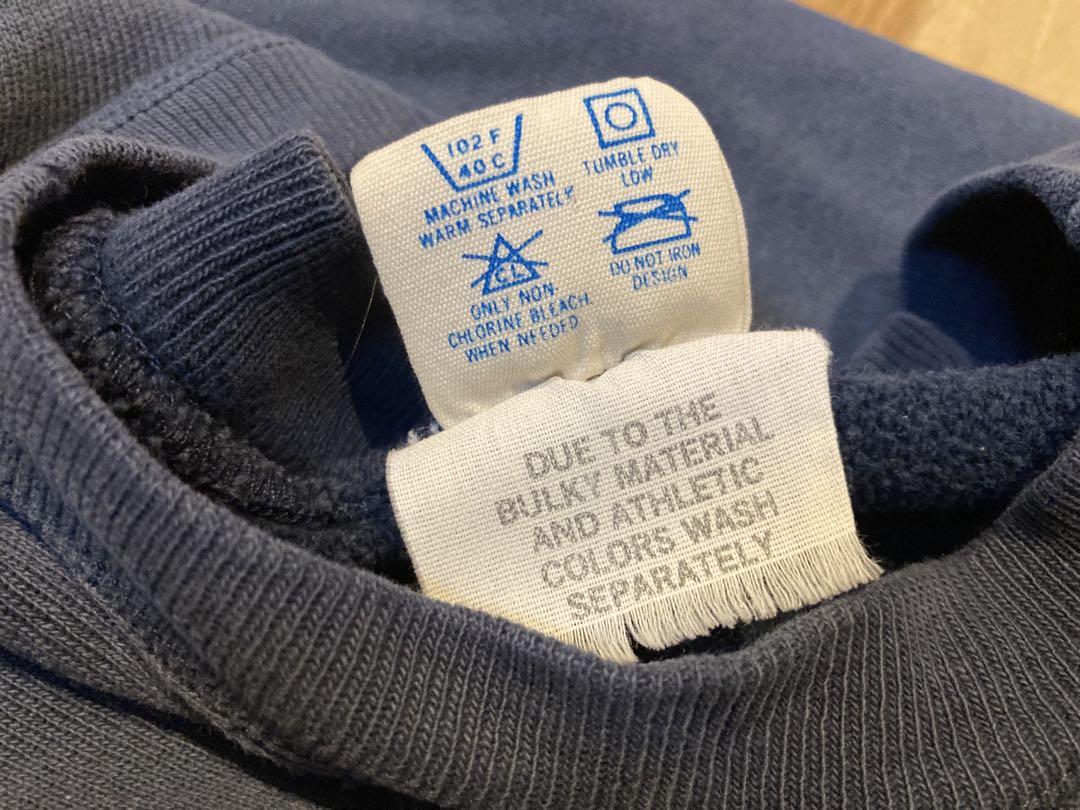 102 F
40 C
MACHINE WASH
WARM SEPARATELY
TUMBLE DRY
LOW
CL
ONLY NON
CHLORINE BLEACH
WHEN NEEDED
DO NOT IRON
DESIGN
DUE TO THE
BULKY MATERIAL
AND ATHLETIC
COLORS WASH
SEPARATELY